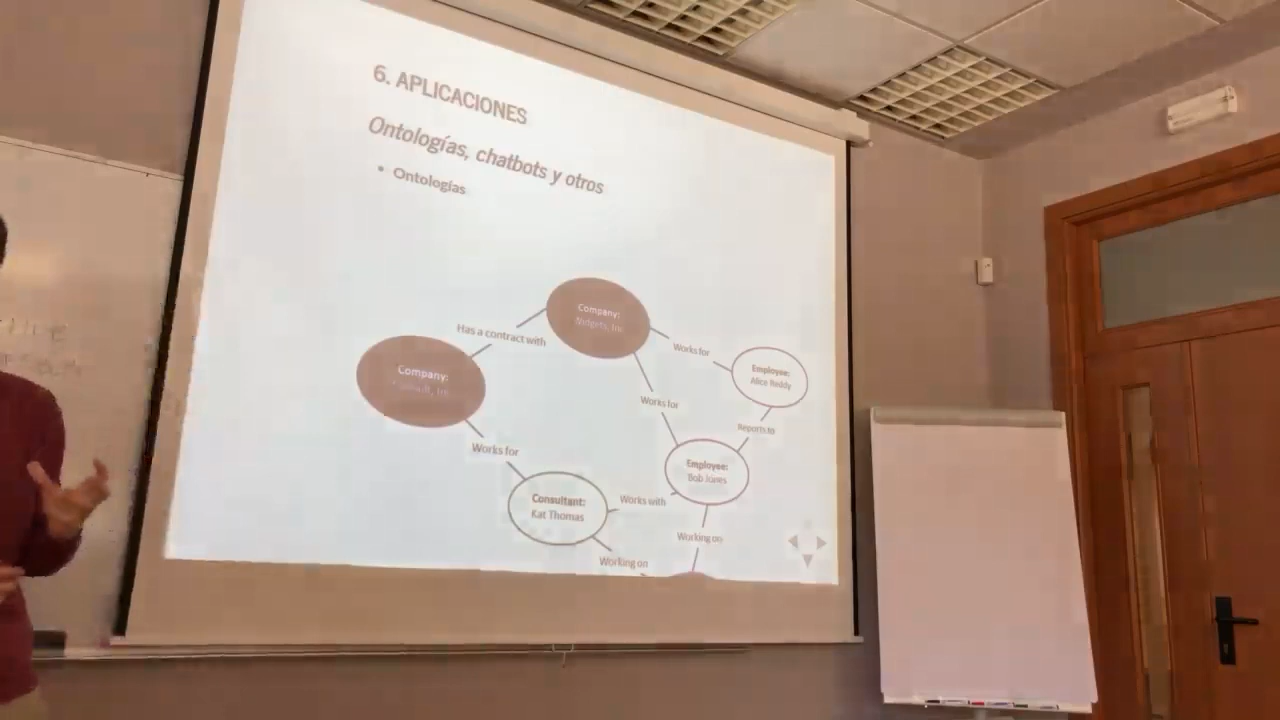 6. APLICACIONES
Ontologías, chatbots y otros
• Ontologías
Company:
Widgets, Inc
Has a contract with
Works for
Company:
Employee:
Alice Reddy
Works for
Reports to
Works for
Employee:
Bob Jones
Consultant:
Kat Thomas
Works with
Working on
Working on